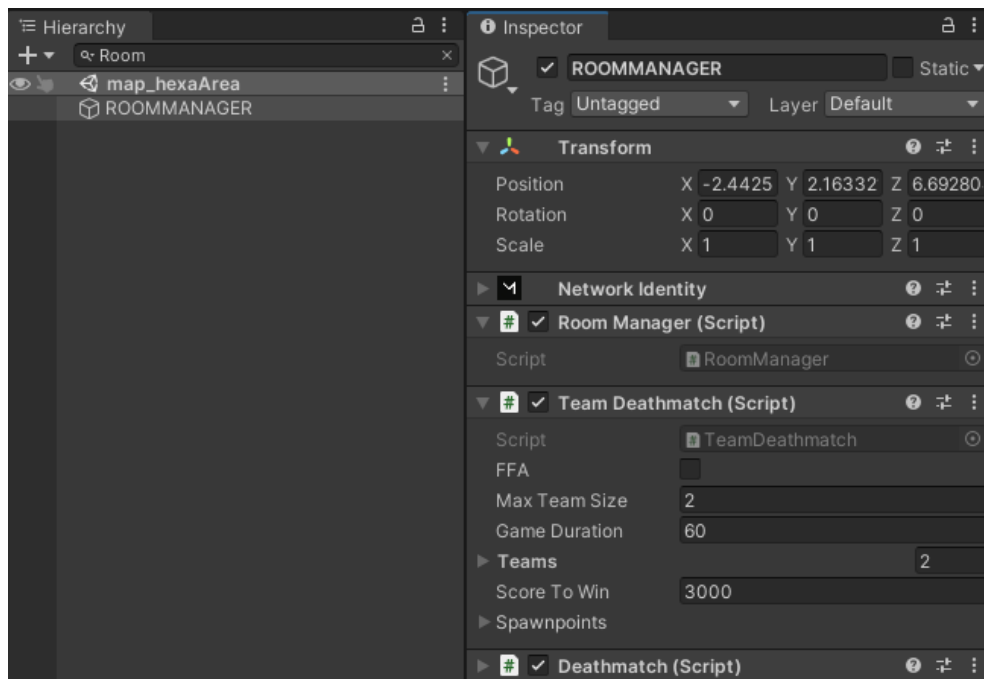 Hierarchy
Room
map_hexaArea
ROOMMANAGER
Inspector
ROOMMANAGER
Static
Tag Untagged Layer Default
Transform
Position X -2.4425 Y 2.16332 Z 6.69280
Rotation X 0 Y 0 Z 0
Scale X 1 Y 1 Z 1
Network Identity
# Room Manager (Script)
Script # RoomManager
# Team Deathmatch (Script)
Script # TeamDeathmatch
FFA
Max Team Size 2
Game Duration 60
Teams 2
Score To Win 3000
Spawnpoints
# Deathmatch (Script)